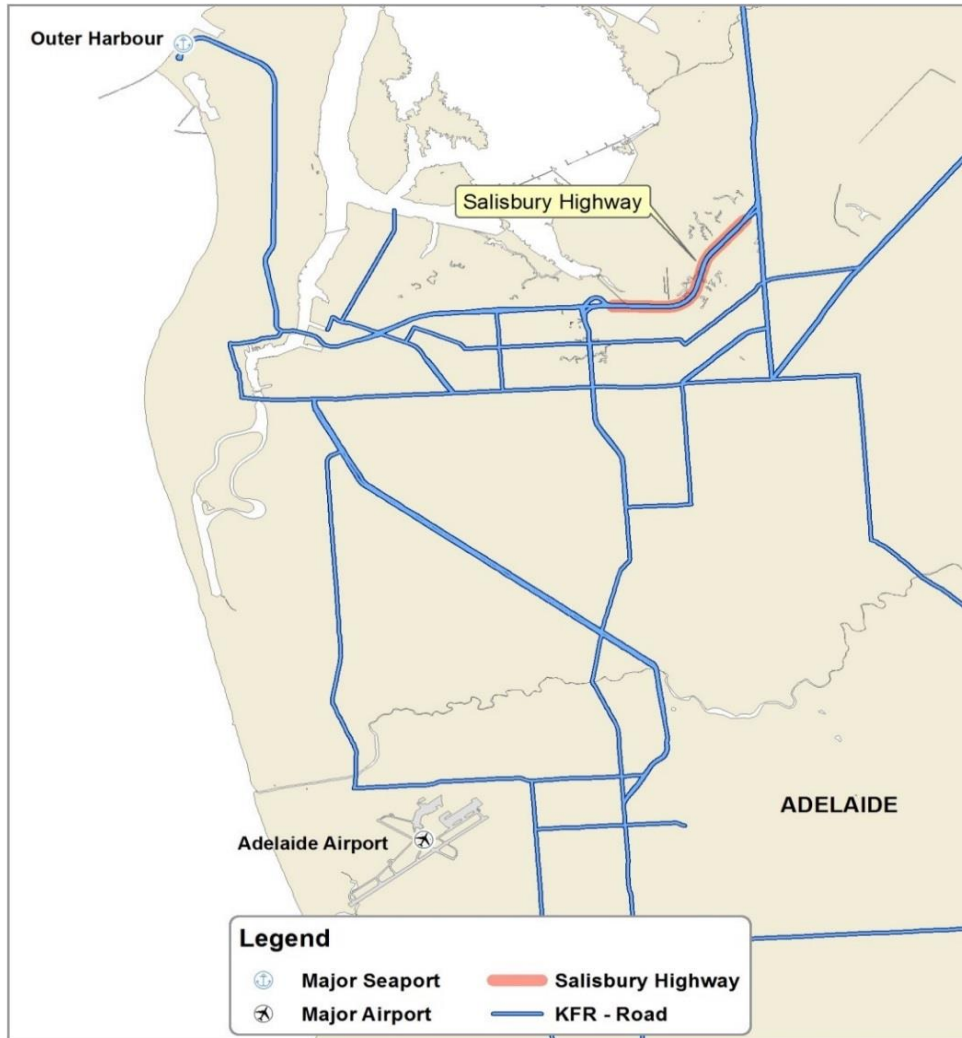 Outer Harbour
Salisbury Highway
ADELAIDE
Adelaide Airport
Legend
Major Seaport
Salisbury Highway
Major Airport
KFR - Road